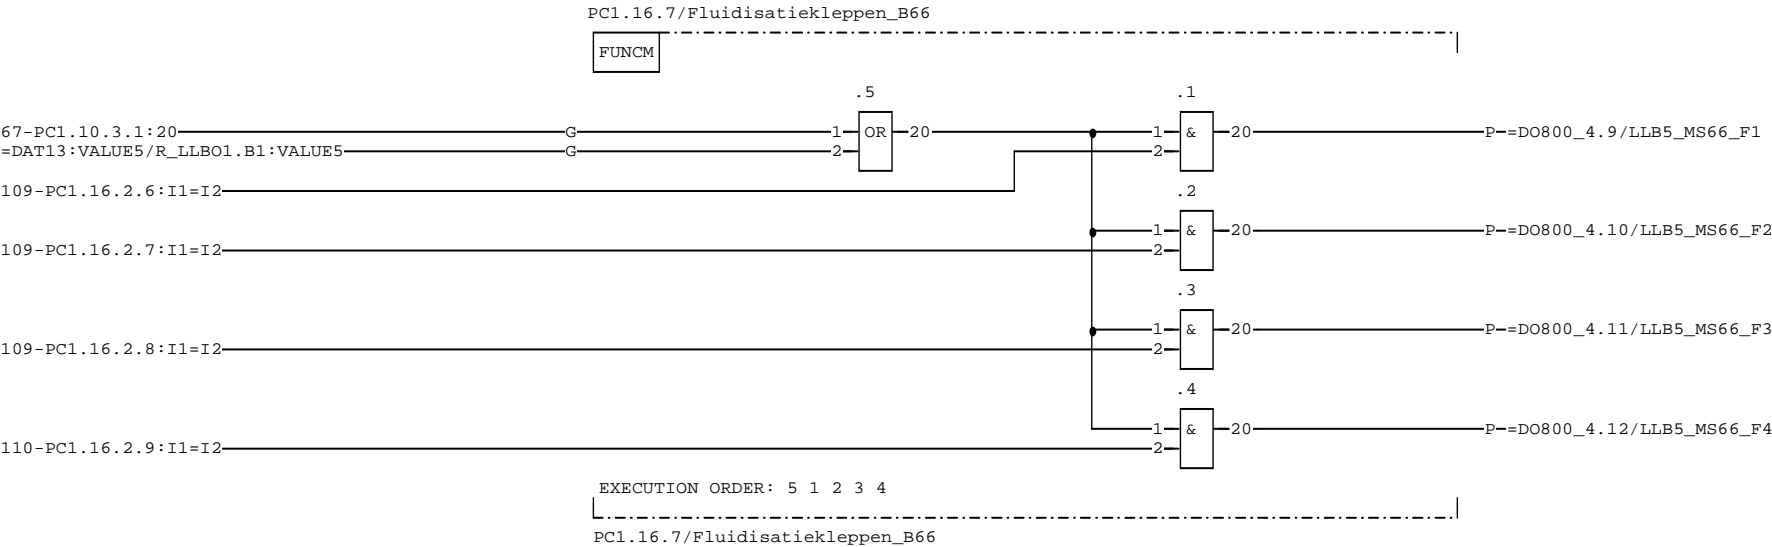 PC1.16.7/Fluidisatiekleppen_B66
FUNCM
.5 .1
67-PC1.10.3.1:20 G 1 OR 20 1 & 20 P-=DO800_4.9/LLB5_MS66_F1
=DAT13:VALUE5/R_LLBO1.B1:VALUE5 G 2 2
109-PC1.16.2.6:I1=I2 .2
1 & 20 P-=DO800_4.10/LLB5_MS66_F2
109-PC1.16.2.7:I1=I2 2
.3
1 & 20 P-=DO800_4.11/LLB5_MS66_F3
109-PC1.16.2.8:I1=I2 2
.4
1 & 20 P-=DO800_4.12/LLB5_MS66_F4
110-PC1.16.2.9:I1=I2 2
EXECUTION ORDER: 5 1 2 3 4
PC1.16.7/Fluidisatiekleppen_B66